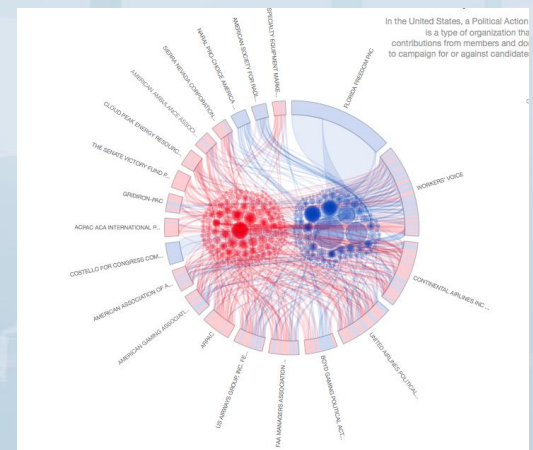 In the United States, a Political Action
is a type of organization tha
contributions from members and do
to campaign for or against candidate
SPECIALTY EQUIPMENT MARKE...
AMERICAN SOCIETY FOR RADI...
NARAL PRO-CHOICE AMERICA ...
SIERRA NEVADA CORPORATION...
AMERICAN AMBULANCE ASSOCI...
CLOUD PEAK ENERGY RESOURC...
THE SENATE VICTORY FUND P...
GRIDIRON-PAC
ACPAC ACA INTERNATIONAL P...
COSTELLO FOR CONGRESS COM...
AMERICAN ASSOCIATION OF A...
AMERICAN GAMING ASSOCIATI...
US AIRWAYS GROUP, INC. FE...
FAA MANAGERS ASSOCIATION ...
BOYD GAMING POLITICAL ACT...
UNITED AIRLINES POLITICAL...
CONTINENTAL AIRLINES INC ...
WORKERS' VOICE
FLORIDA FREEDOM PAC